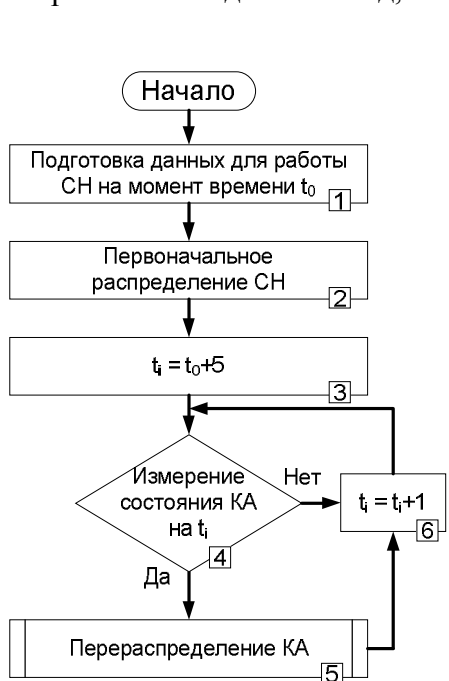 Начало
Подготовка данных для работы
СН на момент времени t₀
1
Первоначальное
распределение СН
2
tᵢ = t₀+5
3
Измерение
состояния КА
на tᵢ
4
Нет
tᵢ = tᵢ+1
6
Да
Перераспределение КА
5